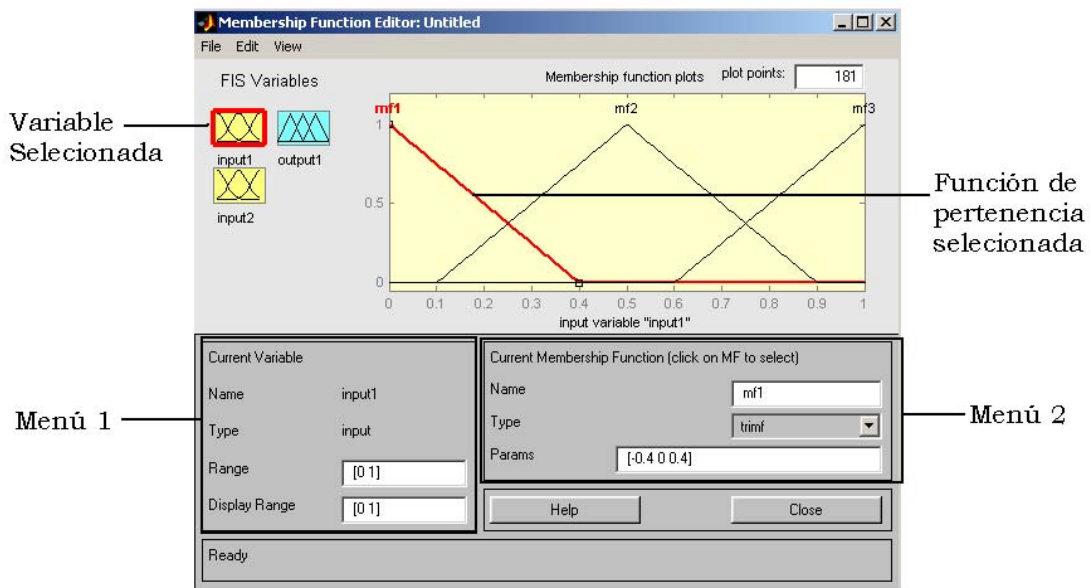 Membership Function Editor: Untitled
File Edit View
FIS Variables
Membership function plots plot points: 181
Variable
Selecionada
input1
output1
input2
mf1 mf2 mf3
1
0.5
0
0 0.1 0.2 0.3 0.4 0.5 0.6 0.7 0.8 0.9 1
input variable "input1"
Función de
pertenencia
selecionada
Menú 1
Current Variable
Name input1
Type input
Range [0 1]
Display Range [0 1]
Current Membership Function (click on MF to select)
Name mf1
Type trimf
Params [-0.4 0 0.4]
Menú 2
Help Close
Ready